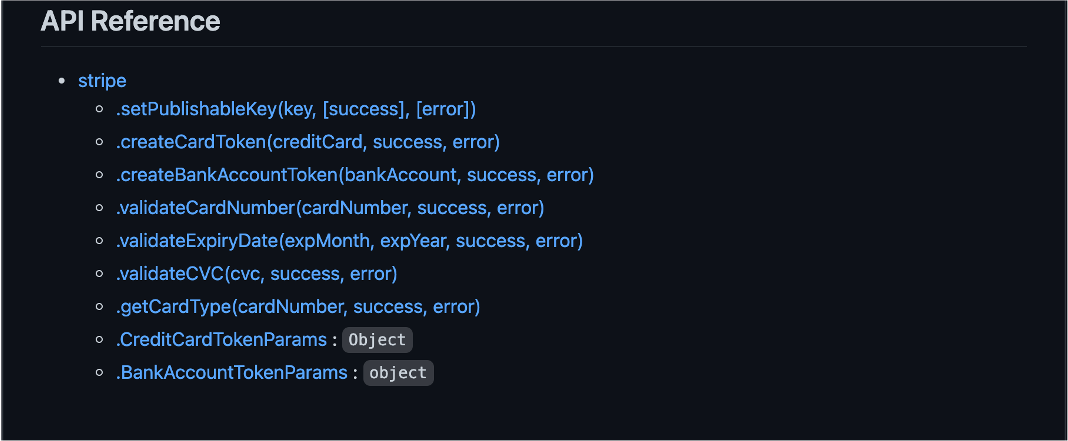 API Reference
stripe
.setPublishableKey(key, [success], [error])
.createCardToken(creditCard, success, error)
.createBankAccountToken(bankAccount, success, error)
.validateCardNumber(cardNumber, success, error)
.validateExpiryDate(expMonth, expYear, success, error)
.validateCVC(cvc, success, error)
.getCardType(cardNumber, success, error)
.CreditCardTokenParams : Object
.BankAccountTokenParams : object